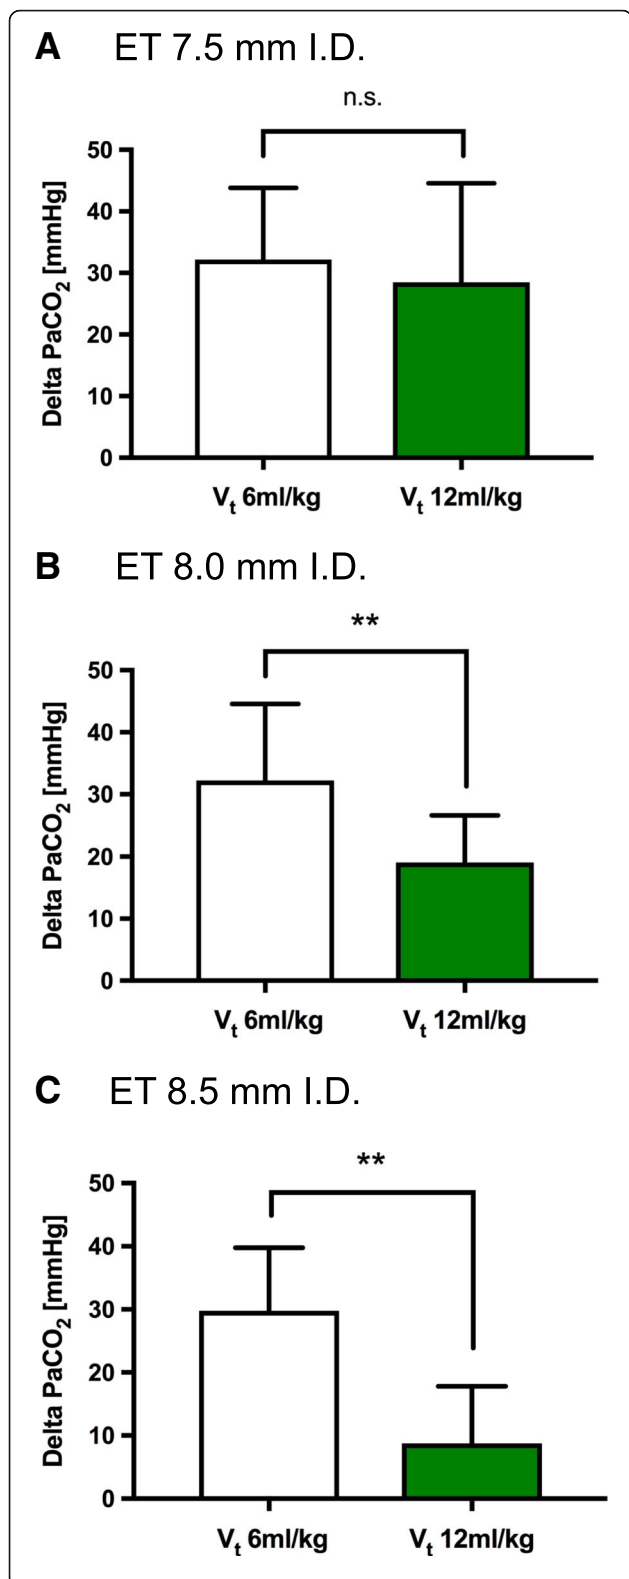 A ET 7.5 mm I.D.
n.s.
50
40
30
20
10
0
Delta PaCO2 [mmHg]
Vt 6ml/kg Vt 12ml/kg
B ET 8.0 mm I.D.
**
50
40
30
20
10
0
Delta PaCO2 [mmHg]
Vt 6ml/kg Vt 12ml/kg
C ET 8.5 mm I.D.
**
50
40
30
20
10
0
Delta PaCO2 [mmHg]
Vt 6ml/kg Vt 12ml/kg